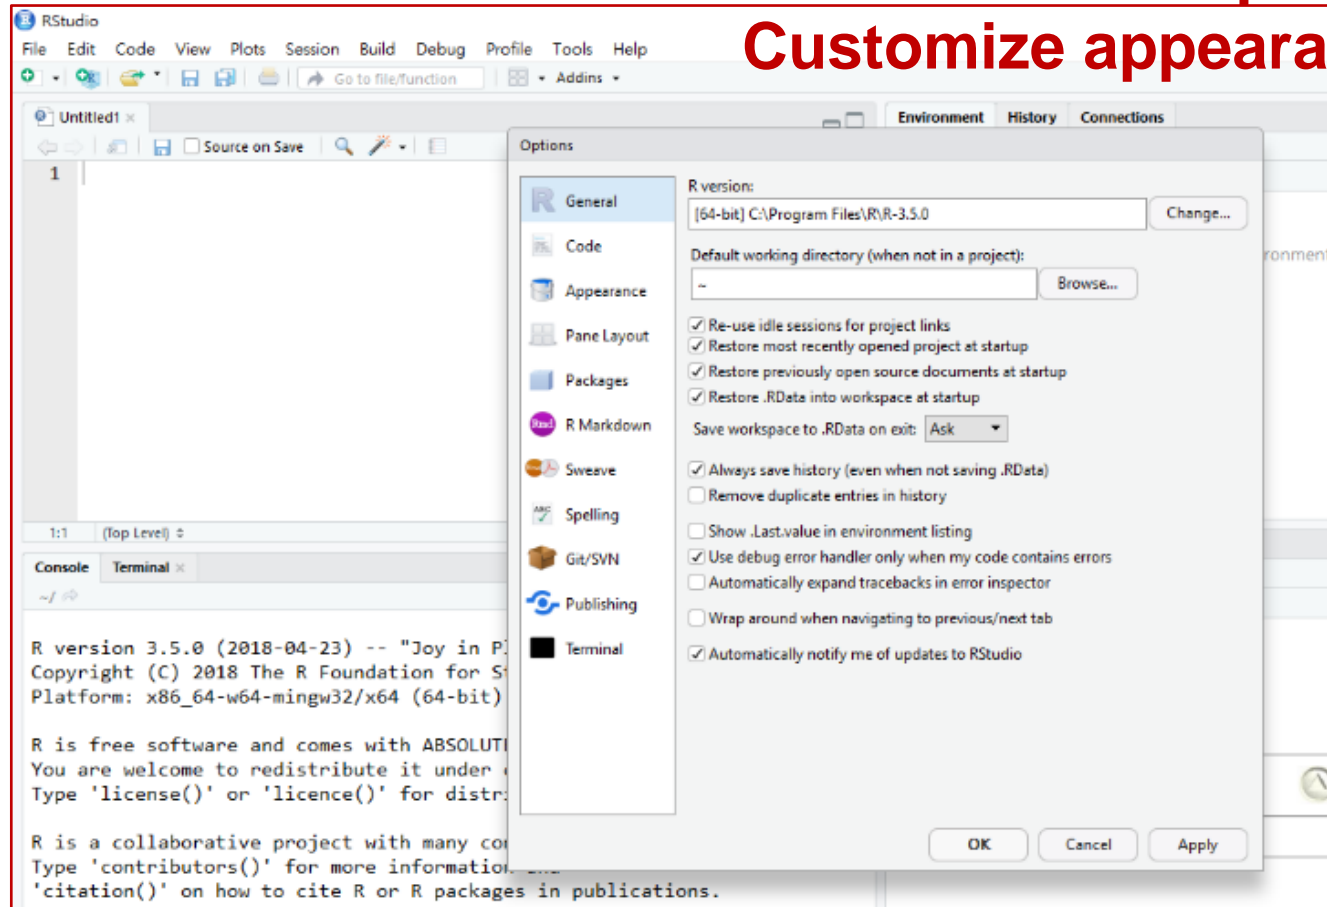 Customize appeara
RStudio
File Edit Code View Plots Session Build Debug Profile Tools Help
Go to file/function Addins
Untitled1
Source on Save
1
1:1 (Top Level)
Environment History Connections
ronment
Options
General
Code
Appearance
Pane Layout
Packages
R Markdown
Sweave
Spelling
Git/SVN
Publishing
Terminal
R version:
[64-bit] C:\Program Files\R\R-3.5.0
Change...
Default working directory (when not in a project):
~
Browse...
Re-use idle sessions for project links
Restore most recently opened project at startup
Restore previously open source documents at startup
Restore .RData into workspace at startup
Save workspace to .RData on exit: Ask
Always save history (even when not saving .RData)
Remove duplicate entries in history
Show .Last.value in environment listing
Use debug error handler only when my code contains errors
Automatically expand tracebacks in error inspector
Wrap around when navigating to previous/next tab
Automatically notify me of updates to RStudio
OK Cancel Apply
Console Terminal
~/
R version 3.5.0 (2018-04-23) -- "Joy in P
Copyright (C) 2018 The R Foundation for S
Platform: x86_64-w64-mingw32/x64 (64-bit)
R is free software and comes with ABSOLUT
You are welcome to redistribute it under
Type 'license()' or 'licence()' for distr
R is a collaborative project with many co
Type 'contributors()' for more information and
'citation()' on how to cite R or R packages in publications.